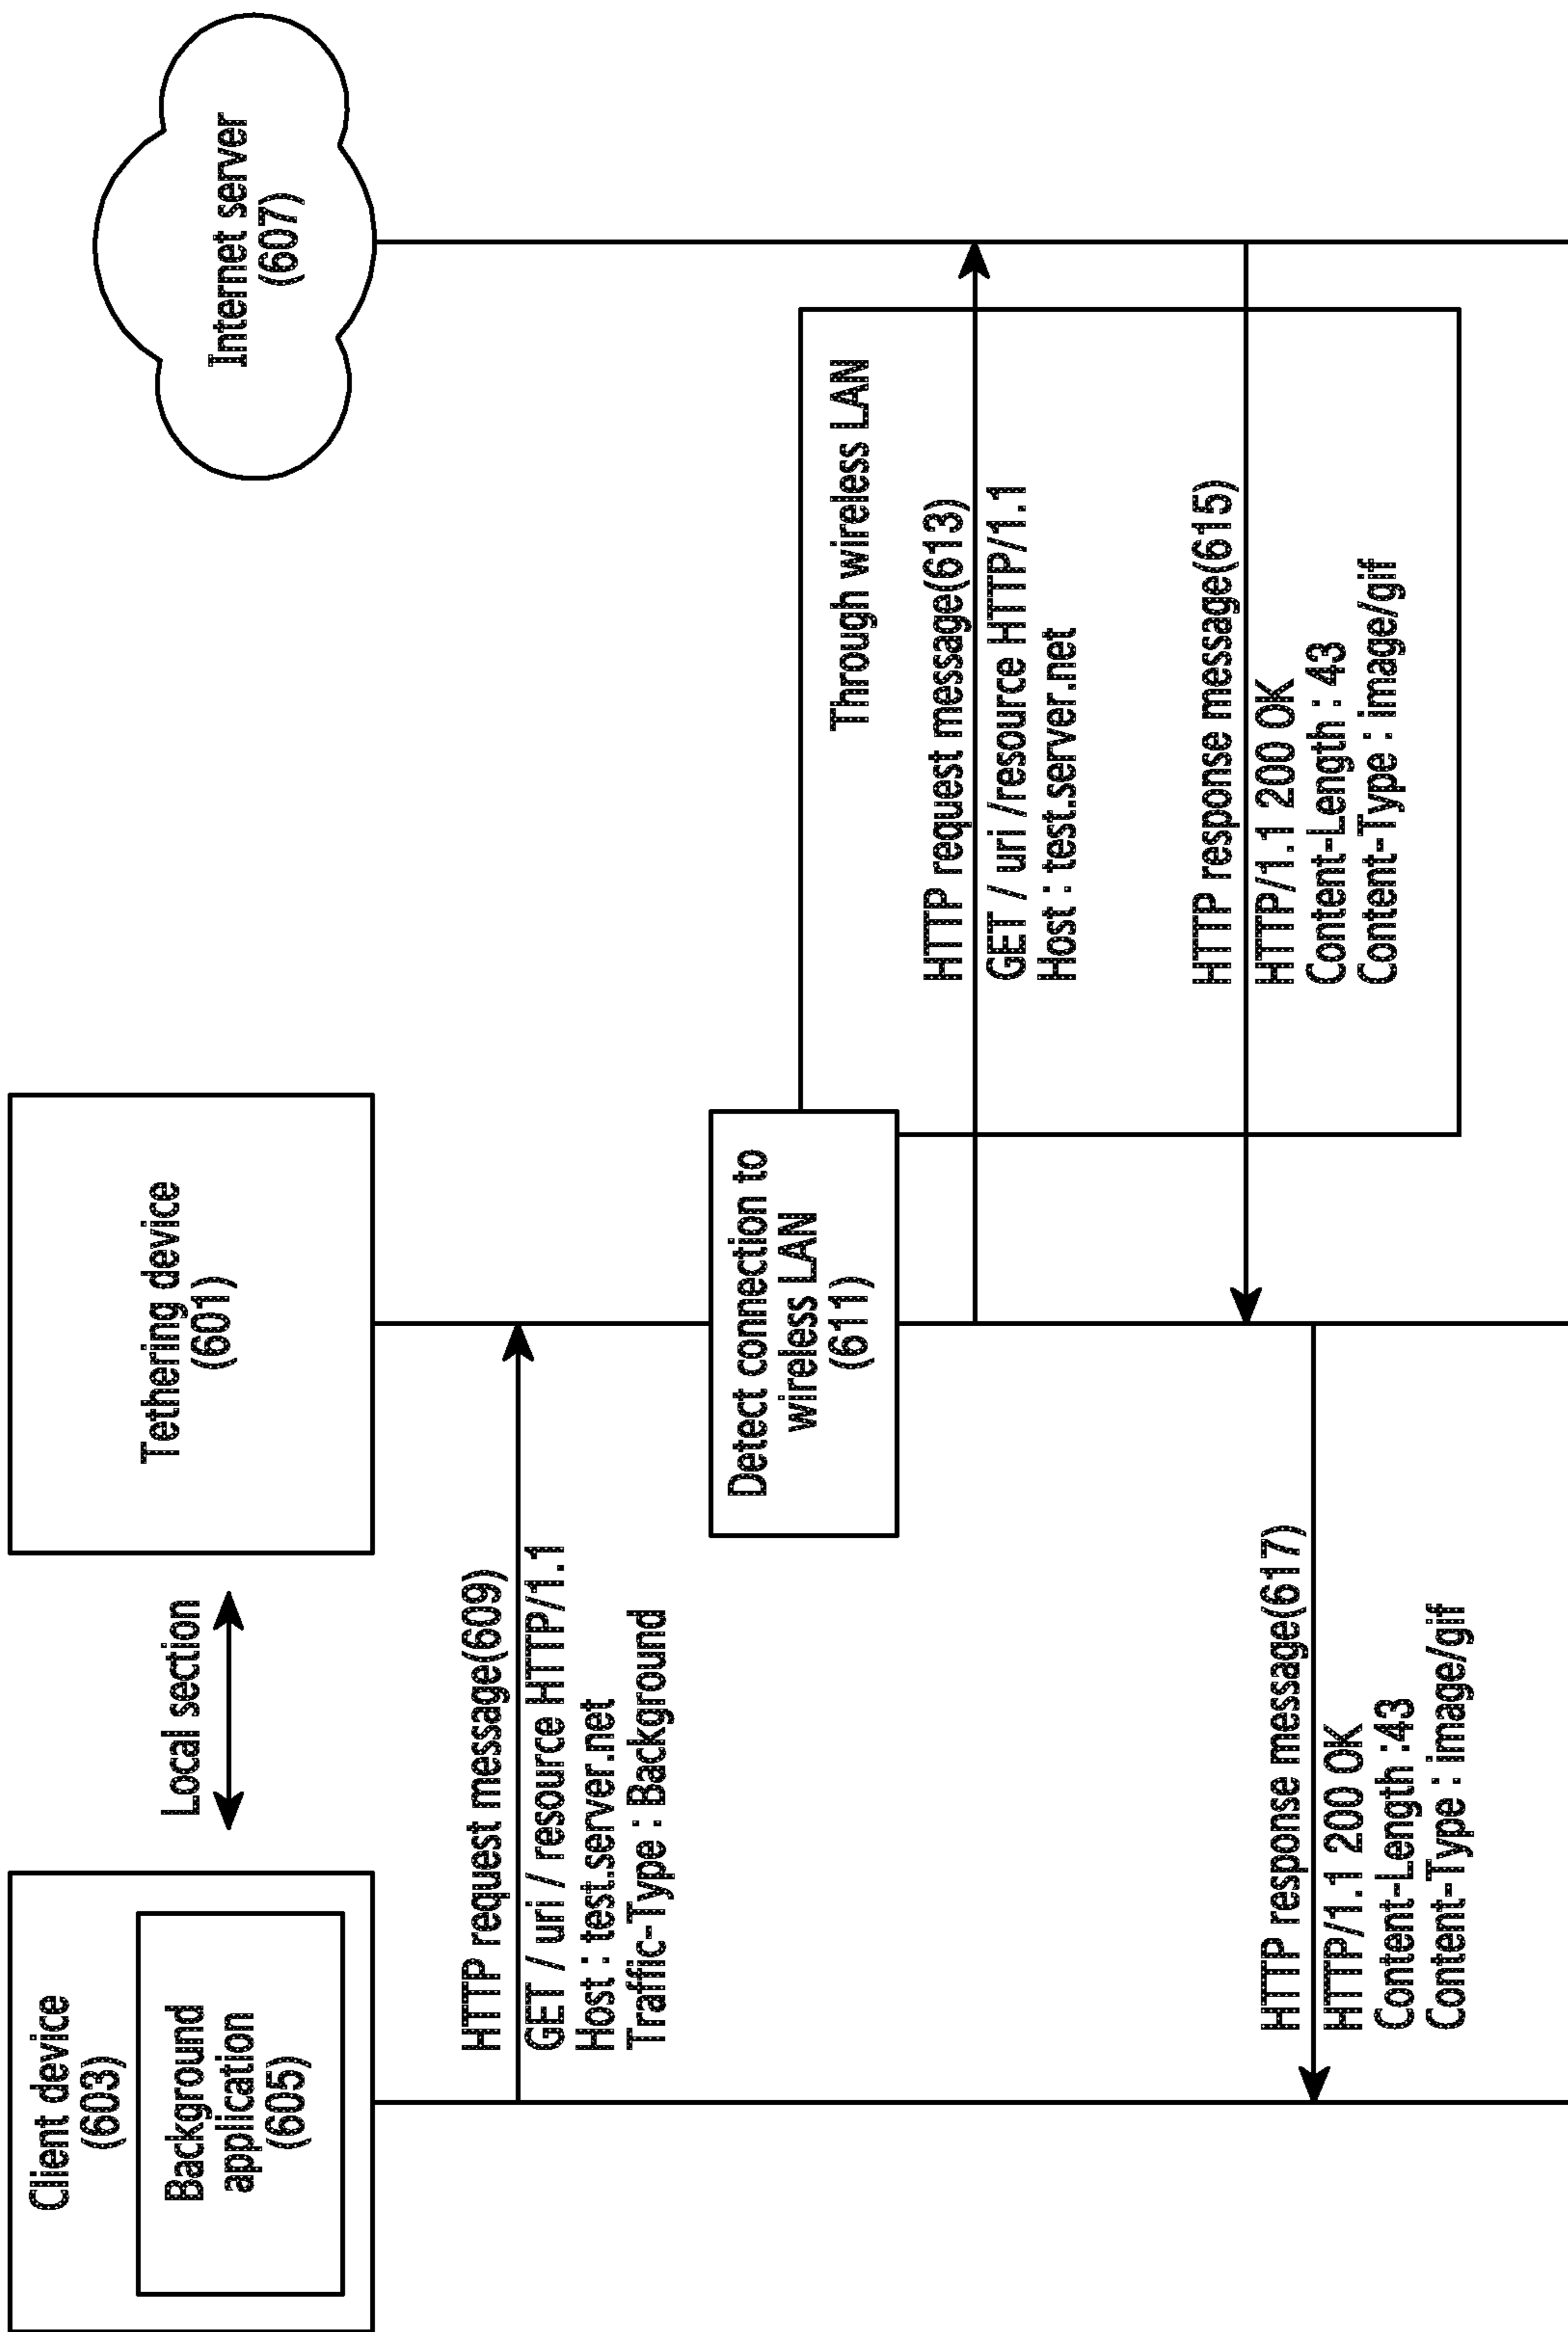 Client device
(603)
Background
application
(605)
Local section
Tethering device
(601)
Internet server
(607)
HTTP request message(609)
GET / uri / resource HTTP/1.1
Host : test.server.net
Traffic-Type : Background
Detect connection to
wireless LAN
(611)
Through wireless LAN
HTTP request message(613)
GET / uri /resource HTTP/1.1
Host : test.server.net
HTTP response message(615)
HTTP/1.1 200 OK
Content-Length : 43
Content-Type : image/gif
HTTP response message(617)
HTTP/1.1 200 OK
Content-Length :43
Content-Type : image/gif